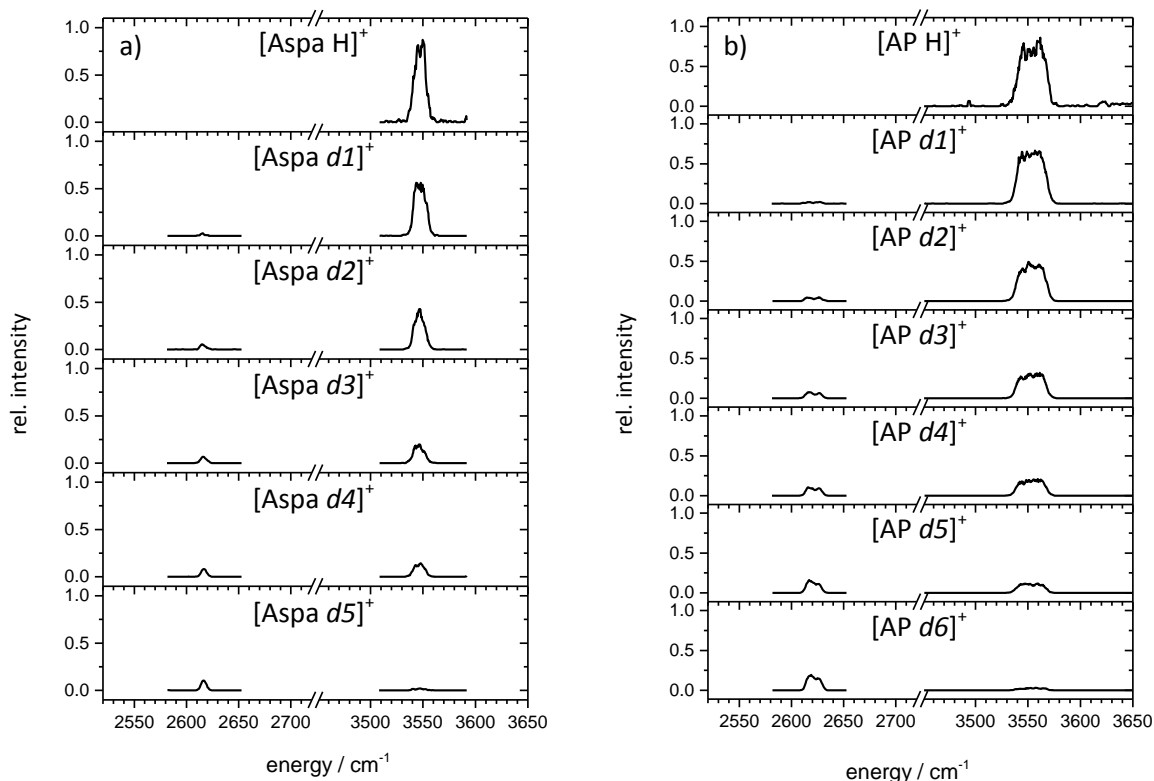 a)
[Aspa H]+
1.0
0.5
0.0
[Aspa d1]+
1.0
0.5
0.0
[Aspa d2]+
1.0
0.5
0.0
[Aspa d3]+
1.0
0.5
0.0
[Aspa d4]+
1.0
0.5
0.0
[Aspa d5]+
1.0
0.5
0.0
rel. intensity
2550 2600 2650 2700 3500 3550 3600 3650
energy / cm-1
b)
[AP H]+
1.0
0.5
0.0
[AP d1]+
1.0
0.5
0.0
[AP d2]+
1.0
0.5
0.0
[AP d3]+
1.0
0.5
0.0
[AP d4]+
1.0
0.5
0.0
[AP d5]+
1.0
0.5
0.0
[AP d6]+
1.0
0.5
0.0
rel. intensity
2550 2600 2650 2700 3500 3550 3600 3650
energy / cm-1